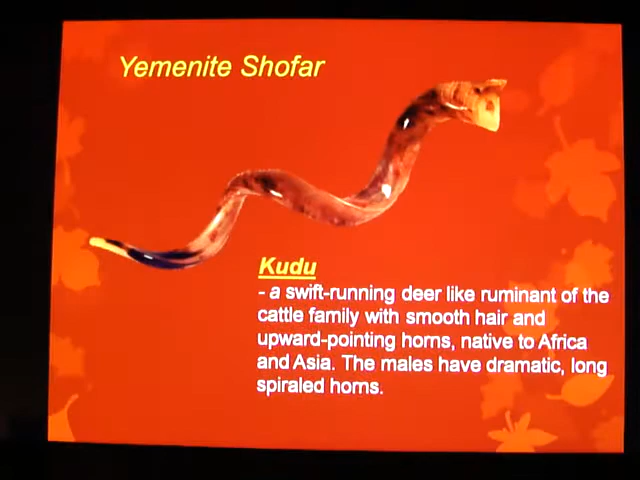 Yemenite Shofar
Kudu
- a swift-running deer like ruminant of the
cattle family with smooth hair and
upward-pointing horns, native to Africa
and Asia. The males have dramatic, long
spiraled horns.